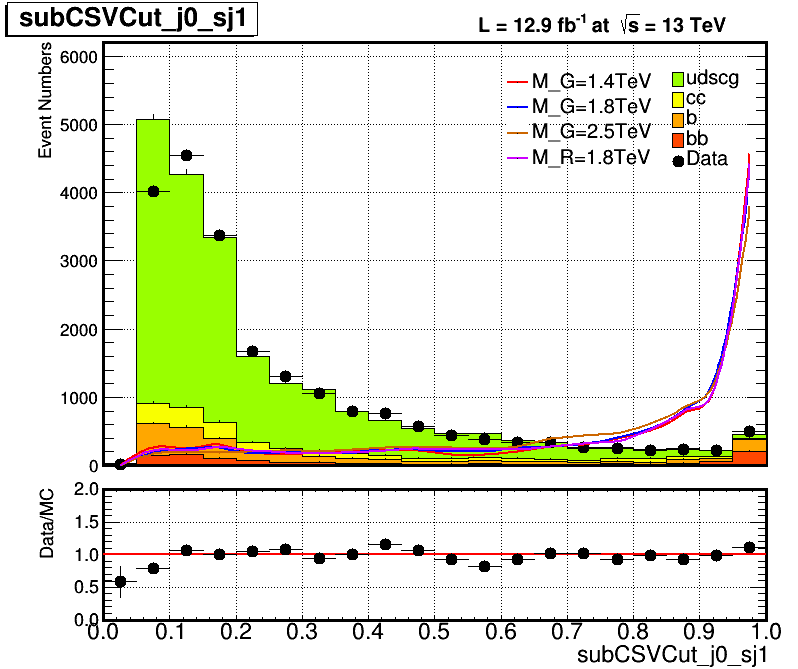 subCSVCut_j0_sj1
L = 12.9 fb⁻¹ at √s = 13 TeV
Event Numbers
6000
5000
4000
3000
2000
1000
0
M_G=1.4TeV
M_G=1.8TeV
M_G=2.5TeV
M_R=1.8TeV
udscg
cc
b
bb
Data
Data/MC
2.0
1.5
1.0
0.5
0.0
0.0 0.1 0.2 0.3 0.4 0.5 0.6 0.7 0.8 0.9 1.0
subCSVCut_j0_sj1